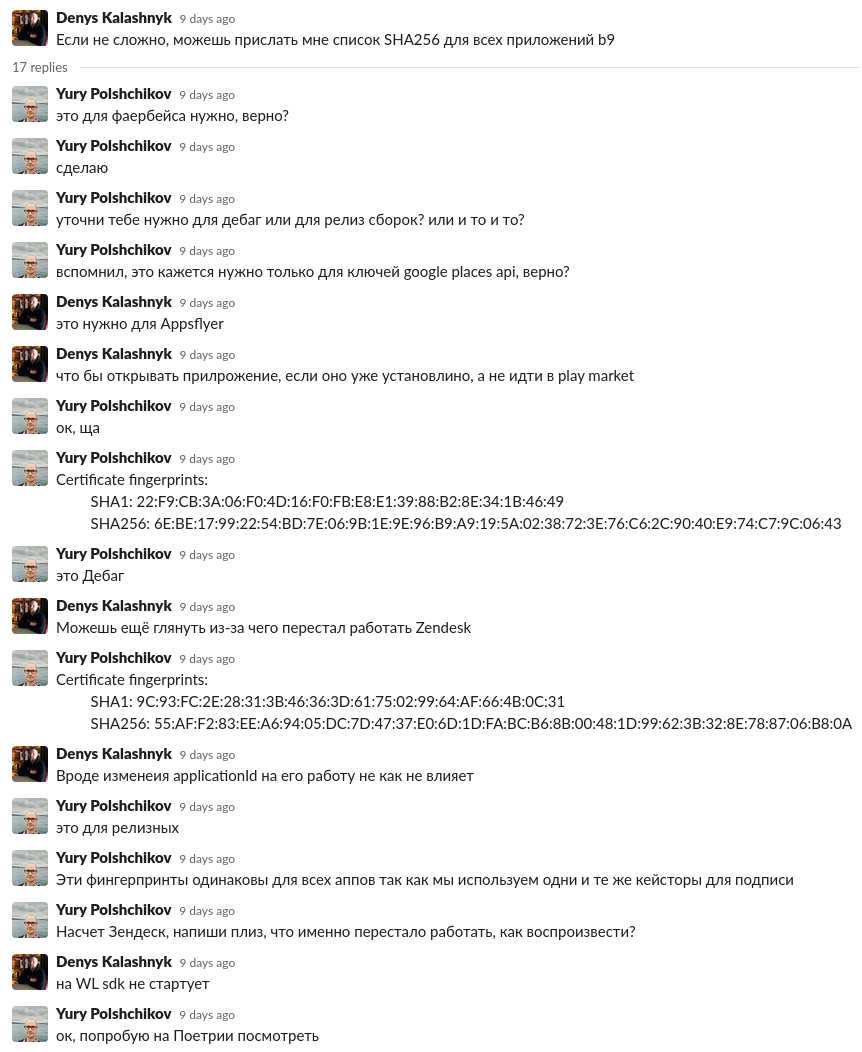 Denys Kalashnyk 9 days ago
Если не сложно, можешь прислать мне список SHA256 для всех приложений b9
17 replies
Yury Polshchikov 9 days ago
это для фаербейса нужно, верно?
Yury Polshchikov 9 days ago
сделаю
Yury Polshchikov 9 days ago
уточни тебе нужно для дебаг или для релиз сборок? или и то и то?
Yury Polshchikov 9 days ago
вспомнил, это кажется нужно только для ключей google places api, верно?
Denys Kalashnyk 9 days ago
это нужно для Appsflyer
Denys Kalashnyk 9 days ago
что бы открывать прилрожение, если оно уже установлино, а не идти в play market
Yury Polshchikov 9 days ago
ок, ща
Yury Polshchikov 9 days ago
Certificate fingerprints:
SHA1: 22:F9:CB:3A:06:F0:4D:16:F0:FB:E8:E1:39:88:B2:8E:34:1B:46:49
SHA256: 6E:BE:17:99:22:54:BD:7E:06:9B:1E:9E:96:B9:A9:19:5A:02:38:72:3E:76:C6:2C:90:40:E9:74:C7:9C:06:43
Yury Polshchikov 9 days ago
это Дебаг
Denys Kalashnyk 9 days ago
Можешь ещё глянуть из-за чего перестал работать Zendesk
Yury Polshchikov 9 days ago
Certificate fingerprints:
SHA1: 9C:93:FC:2E:28:31:3B:46:36:3D:61:75:02:99:64:AF:66:4B:0C:31
SHA256: 55:AF:F2:83:EE:A6:94:05:DC:7D:47:37:E0:6D:1D:FA:BC:B6:8B:00:48:1D:99:62:3B:32:8E:78:87:06:B8:0A
Denys Kalashnyk 9 days ago
Вроде изменеия applicationId на его работу не как не влияет
Yury Polshchikov 9 days ago
это для релизных
Yury Polshchikov 9 days ago
Эти фингерпринты одинаковы для всех аппов так как мы используем одни и те же кейсторы для подписи
Yury Polshchikov 9 days ago
Насчет Зендеск, напиши плиз, что именно перестало работать, как воспроизвести?
Denys Kalashnyk 9 days ago
на WL sdk не стартует
Yury Polshchikov 9 days ago
ок, попробую на Поетрии посмотреть